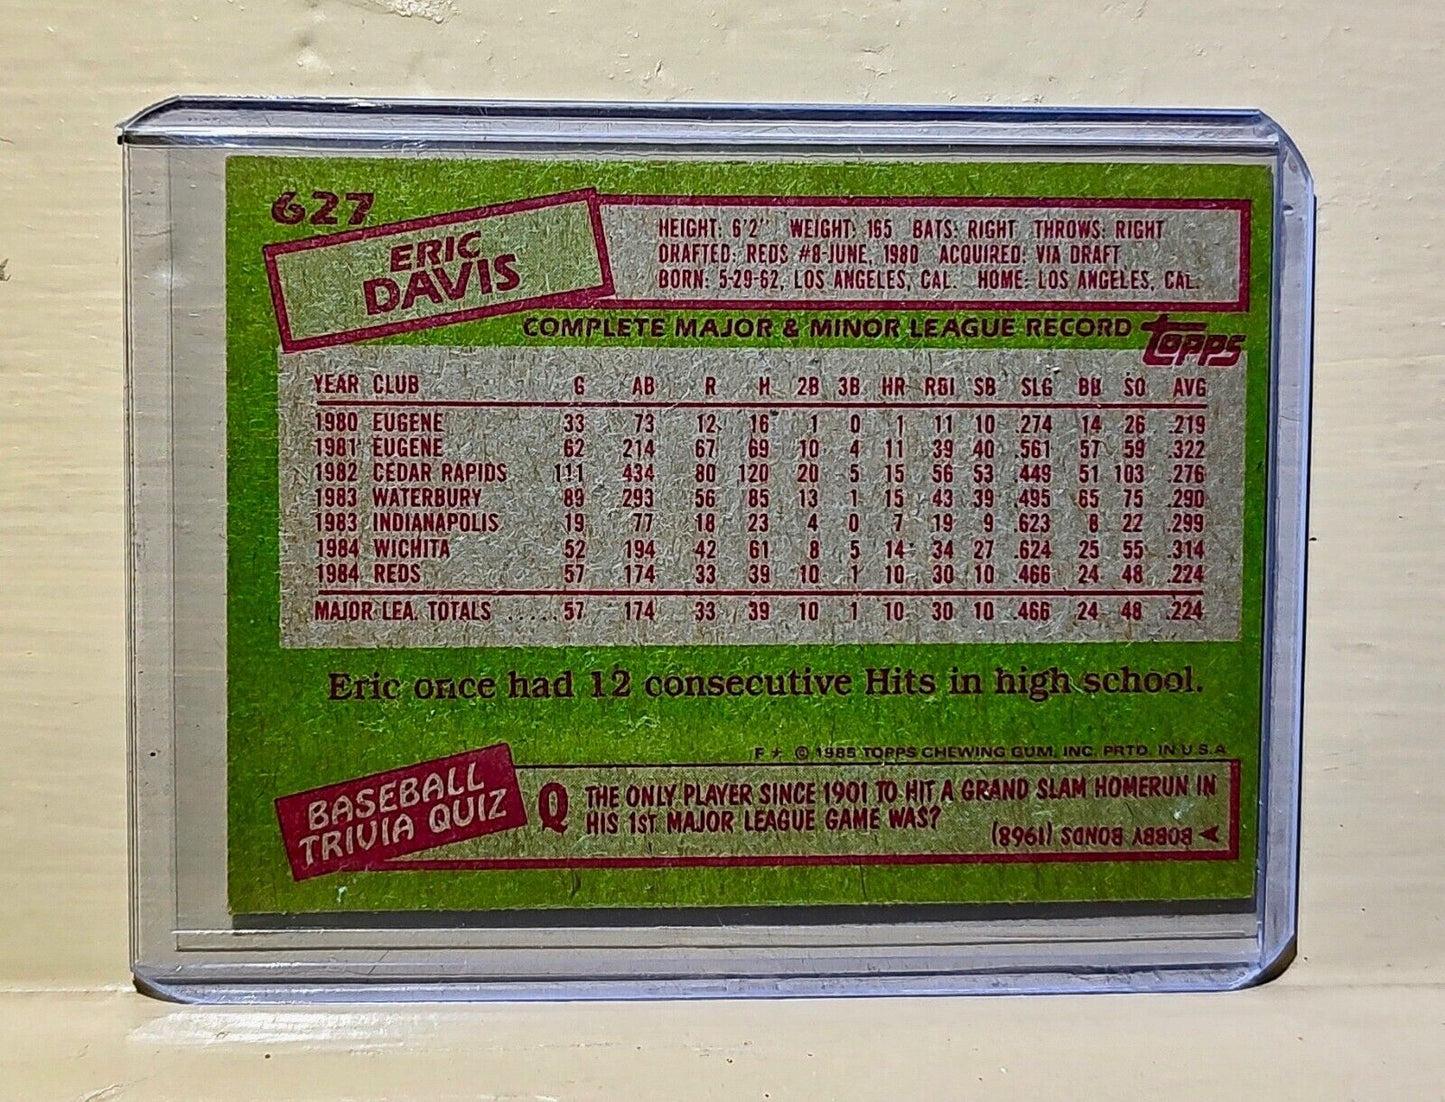 627
ERIC
DAVIS
HEIGHT: 6'2" WEIGHT: 165 BATS: RIGHT THROWS: RIGHT
DRAFTED: REDS #8-JUNE, 1980 ACQUIRED: VIA DRAFT
BORN: 5-29-62, LOS ANGELES, CAL. HOME: LOS ANGELES, CAL.
COMPLETE MAJOR & MINOR LEAGUE RECORD
topps
YEAR CLUB G AB R H 2B 3B HR RBI SB SLG BB SO AVG
1980 EUGENE 33 73 12 16 1 0 1 11 10 .274 14 26 .219
1981 EUGENE 62 214 67 69 10 4 11 39 40 .561 57 59 .322
1982 CEDAR RAPIDS 111 434 80 120 20 5 15 56 53 .449 51 103 .276
1983 WATERBURY 89 293 56 85 13 1 15 43 39 .495 65 75 .290
1983 INDIANAPOLIS 19 77 18 23 4 0 7 19 9 .623 8 22 .299
1984 WICHITA 52 194 42 61 8 5 14 34 27 .624 25 55 .314
1984 REDS 57 174 33 39 10 1 10 30 10 .466 24 48 .224
MAJOR LEA. TOTALS ..... 57 174 33 39 10 1 10 30 10 .466 24 48 .224
Eric once had 12 consecutive Hits in high school.
F * © 1985 TOPPS CHEWING GUM, INC. PRTD. IN U.S.A
BASEBALL
TRIVIA QUIZ
Q THE ONLY PLAYER SINCE 1901 TO HIT A GRAND SLAM HOMERUN IN
HIS 1ST MAJOR LEAGUE GAME WAS?
BOBBY BONDS (1968)